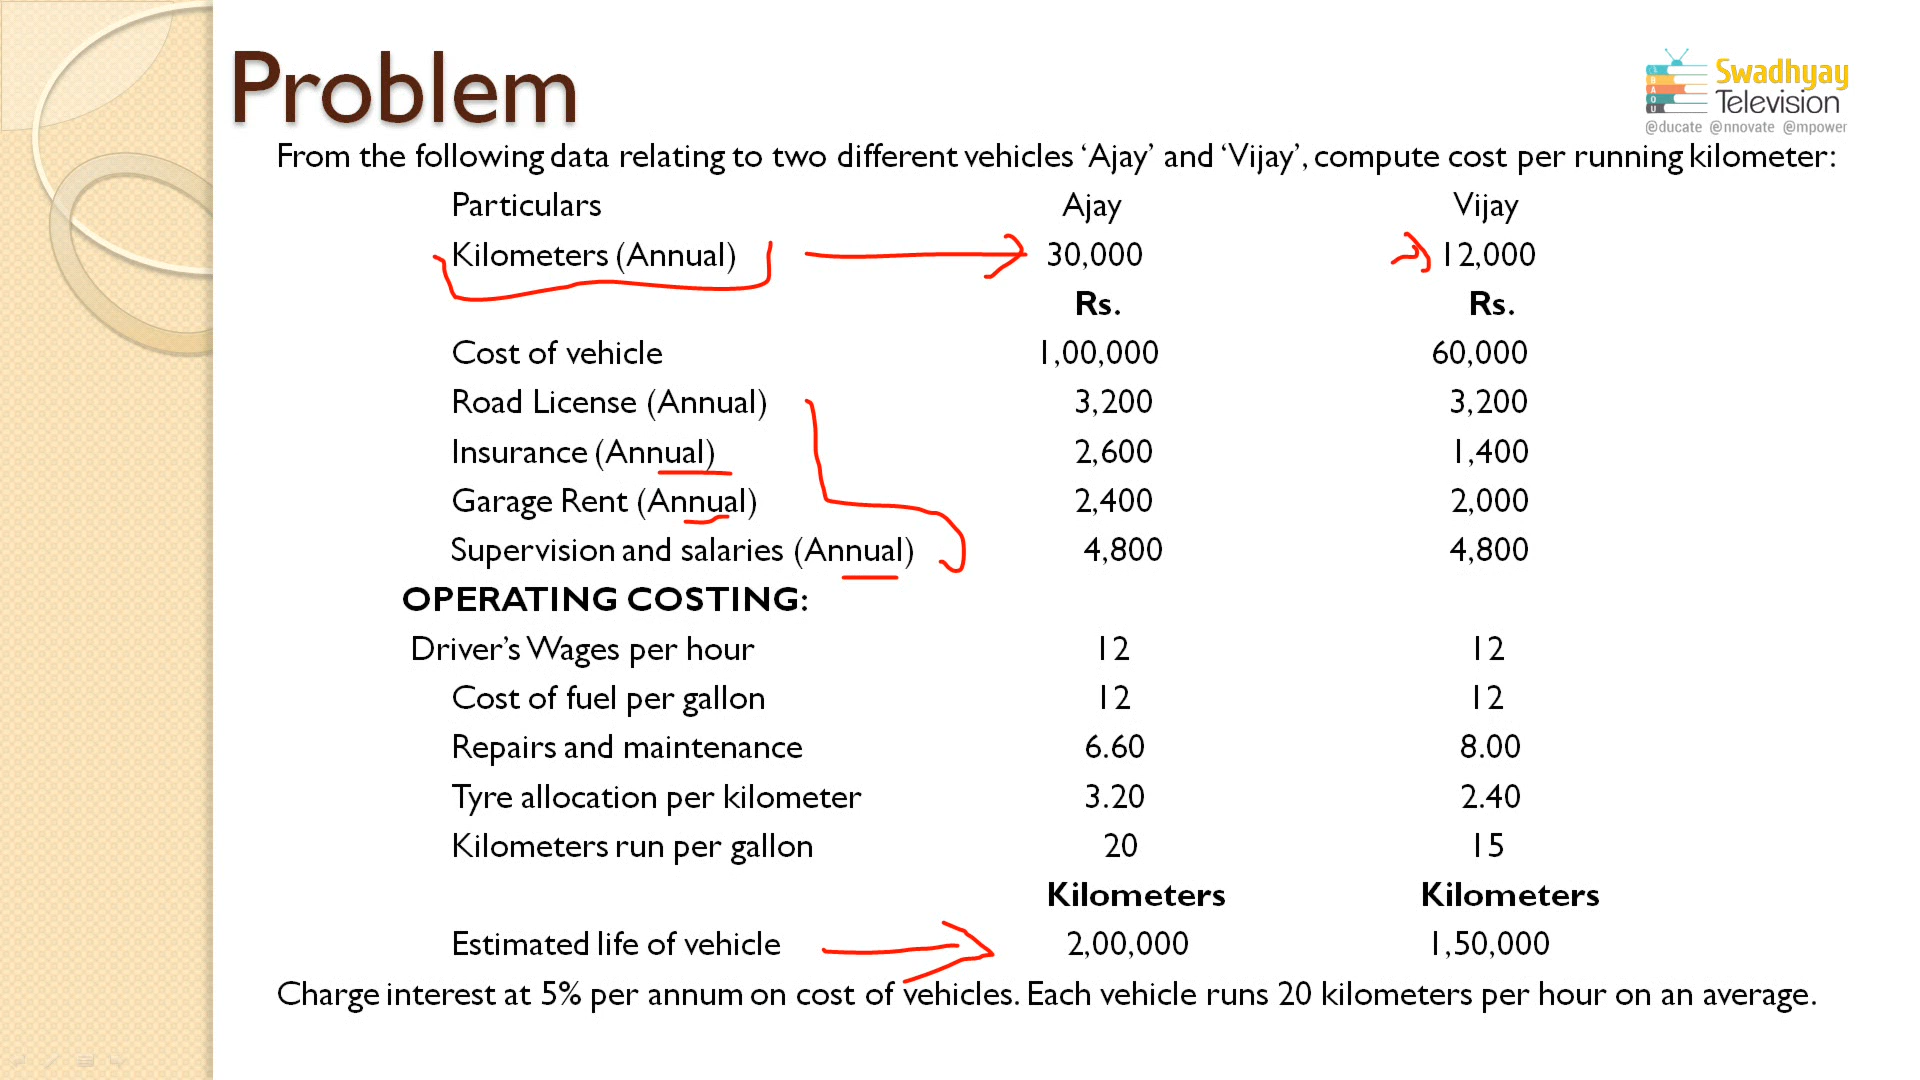 Problem
Swadhyay
Television
@ducate @nnovate @mpower
From the following data relating to two different vehicles ‘Ajay’ and ‘Vijay’, compute cost per running kilometer:
Particulars Ajay Vijay
Kilometers (Annual) 30,000 12,000
Rs. Rs.
Cost of vehicle 1,00,000 60,000
Road License (Annual) 3,200 3,200
Insurance (Annual) 2,600 1,400
Garage Rent (Annual) 2,400 2,000
Supervision and salaries (Annual) 4,800 4,800
OPERATING COSTING:
Driver’s Wages per hour 12 12
Cost of fuel per gallon 12 12
Repairs and maintenance 6.60 8.00
Tyre allocation per kilometer 3.20 2.40
Kilometers run per gallon 20 15
Kilometers Kilometers
Estimated life of vehicle 2,00,000 1,50,000
Charge interest at 5% per annum on cost of vehicles. Each vehicle runs 20 kilometers per hour on an average.